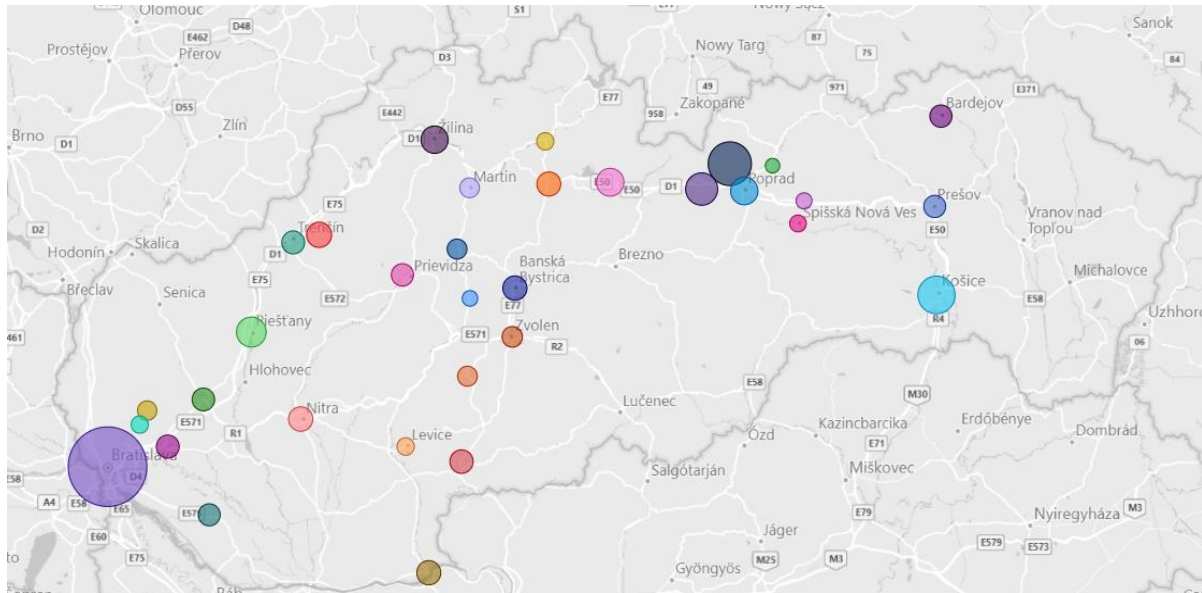 Olomouc
D48
S1
Nowy Sącz
E462
D3
87
Sanok
Prostějov
Přerov
Nowy Targ
75
84
E77
49
Zakopané
971
E371
D55
E442
958
Bardejov
Brno
D1
Zlín
D1
Žilina
Martin
E50
E50
D1
Poprad
Prešov
E75
Trenčín
Spišská Nová Ves
Vranov nad
Topľou
D2
Hodonín
Skalica
D1
E50
Banská
Bystrica
Brezno
Prievidza
Michalovce
Břeclav
Senica
E75
E572
E77
Košice
E58
R4
Uzhhorod
461
Piešťany
E571
Zvolen
R2
06
Hlohovec
E58
M30
Nitra
Lučenec
Kazincbarcika
Erdőbénye
E571
R1
Levice
Ózd
E71
Dombrád
Bratislava
D4
Salgótarján
Miškovec
E58
A4
E58
E65
E79
M3
Nyíregyháza
E60
Jáger
E579
E573
E75
M25
M3
Gyöngyös
Ráb